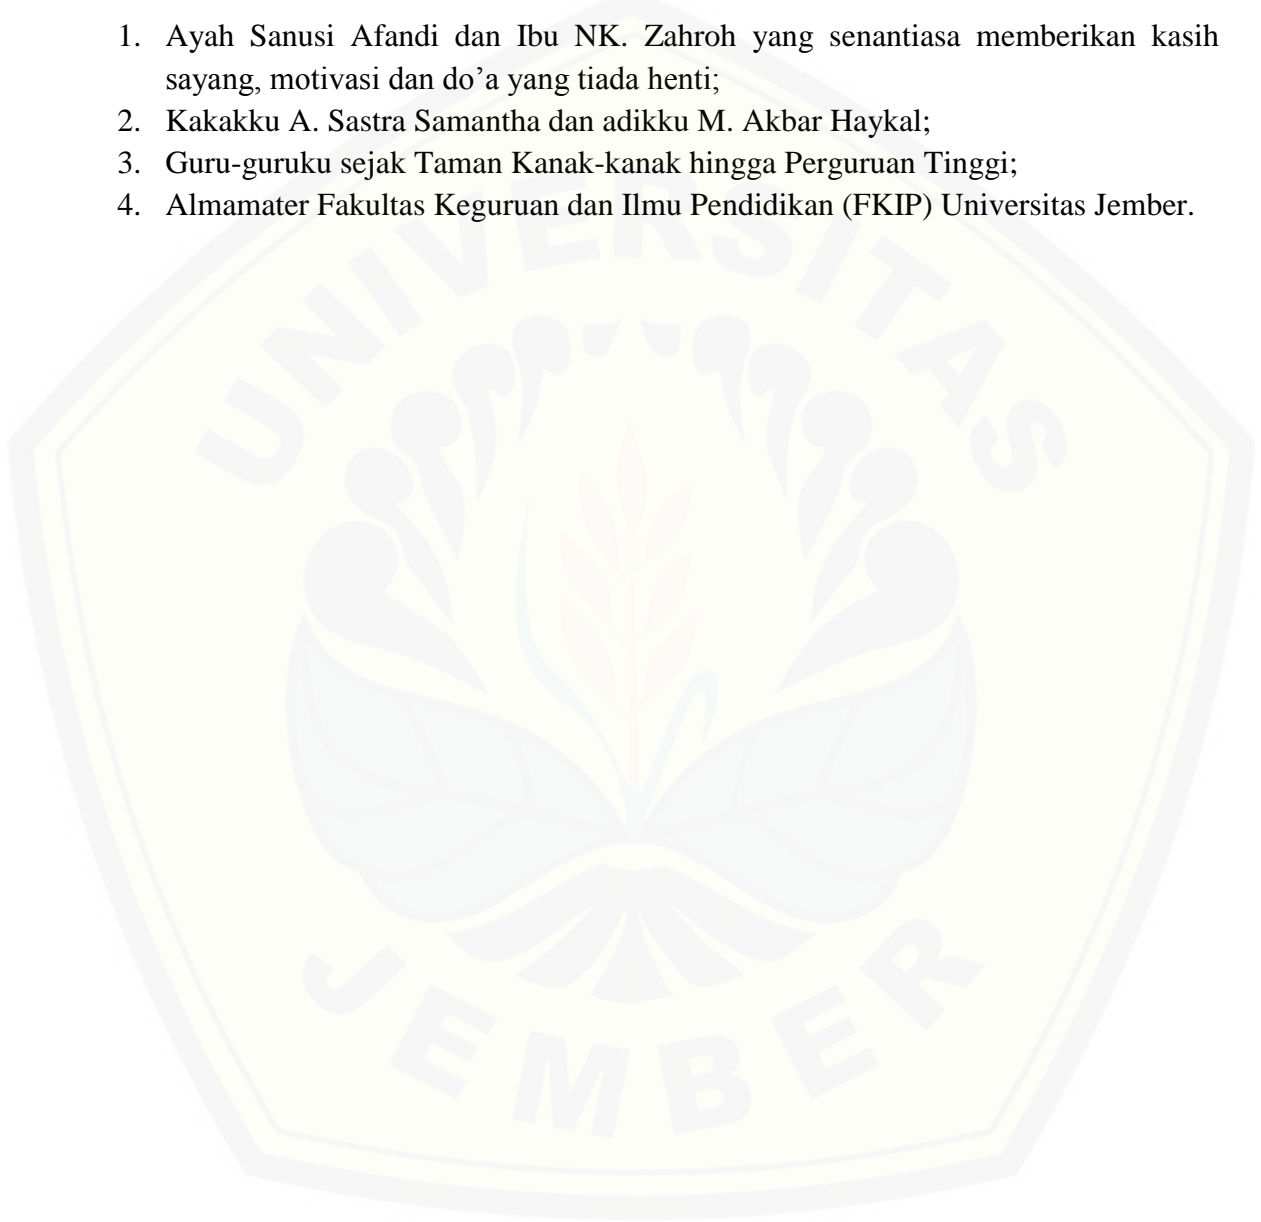 1. Ayah Sanusi Afandi dan Ibu NK. Zahroh yang senantiasa memberikan kasih
sayang, motivasi dan do’a yang tiada henti;
2. Kakakku A. Sastra Samantha dan adikku M. Akbar Haykal;
3. Guru-guruku sejak Taman Kanak-kanak hingga Perguruan Tinggi;
4. Almamater Fakultas Keguruan dan Ilmu Pendidikan (FKIP) Universitas Jember.
UNIVERSITAS
JEMBER